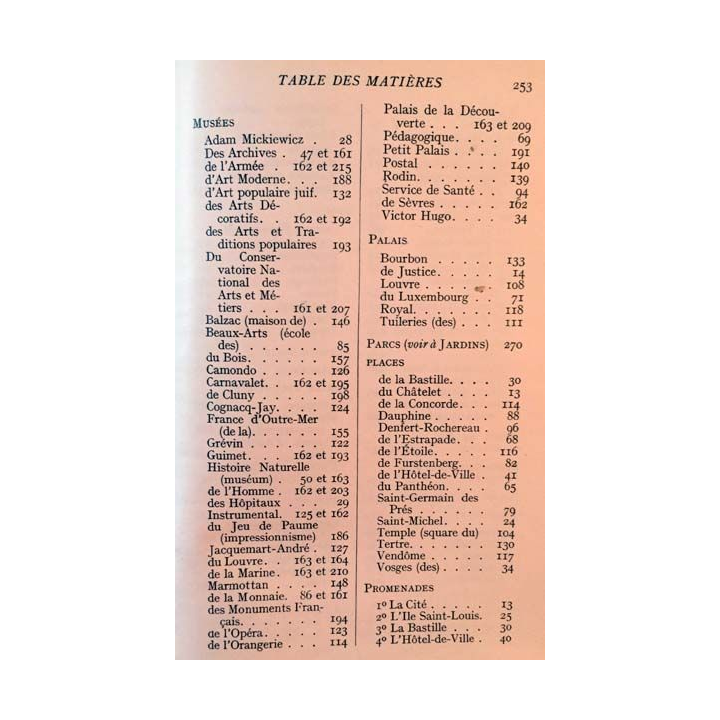 TABLE DES MATIÈRES 253
MUSÉES
Adam Mickiewicz . 28
Des Archives . 47 et 161
de l'Armée . 162 et 215
d'Art Moderne. . . 188
d'Art populaire juif. 132
des Arts Dé-
coratifs. . 162 et 192
des Arts et Tra-
ditions populaires 193
Du Conser-
vatoire Na-
tional des
Arts et Mé-
tiers . . . 161 et 207
Balzac (maison de) . 146
Beaux-Arts (école
des) . . . . . . 85
du Bois. . . . . . 157
Camondo . . . . . 126
Carnavalet. . 162 et 195
de Cluny . . . . . 198
Cognacq-Jay. . . . 124
France d'Outre-Mer
(de la). . . . . . 155
Grévin . . . . . . 122
Guimet. . . 162 et 193
Histoire Naturelle
(muséum) . 50 et 163
de l'Homme . 162 et 203
des Hôpitaux . . . 29
Instrumental. 125 et 162
du Jeu de Paume
(impressionnisme) 186
Jacquemart-André . 127
du Louvre. . 163 et 164
de la Marine. 163 et 210
Marmottan . . . . 148
de la Monnaie. 86 et 161
des Monuments Fran-
çais. . . . . . . 194
de l'Opéra. . . . . 123
de l'Orangerie . . . 114
Palais de la Décou-
verte . . . 163 et 209
Pédagogique. . . . 69
Petit Palais . . . 191
Postal . . . . . . 140
Rodin. . . . . . . 139
Service de Santé . . 94
de Sèvres . . . . . 162
Victor Hugo. . . . 34
PALAIS
Bourbon . . . . . 133
de Justice. . . . . 14
Louvre . . . . . . 108
du Luxembourg . . 71
Royal. . . . . . . 118
Tuileries (des) . . . 111
PARCS (voir à JARDINS) 270
PLACES
de la Bastille. . . . 30
du Châtelet . . . . 13
de la Concorde. . . 114
Dauphine . . . . . 88
Denfert-Rochereau . 96
de l'Estrapade. . . 68
de l'Étoile. . . . . 116
de Furstenberg. . . 82
de l'Hôtel-de-Ville . 41
du Panthéon. . . . 65
Saint-Germain des
Prés . . . . . . 79
Saint-Michel. . . . 24
Temple (square du) 104
Tertre. . . . . . . 130
Vendôme . . . . . 117
Vosges (des) . . . . 34
PROMENADES
1º La Cité . . . . . 13
2º L'Ile Saint-Louis. 25
3º La Bastille . . . 30
4º L'Hôtel-de-Ville . 40